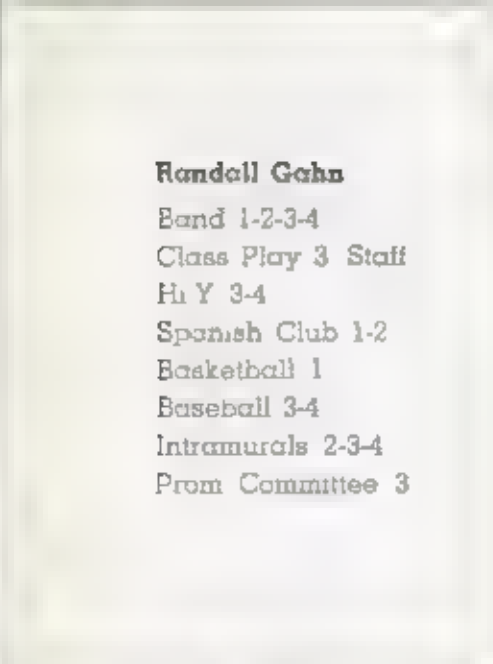 Randall Gahn
Band 1-2-3-4
Class Play 3 Staff
Hi Y 3-4
Spanish Club 1-2
Basketball 1
Baseball 3-4
Intramurals 2-3-4
Prom Committee 3